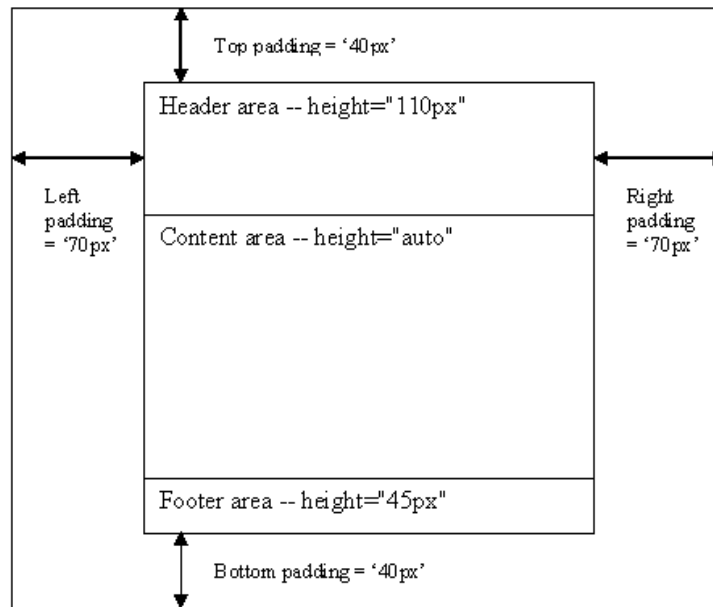 Top padding = ‘40px’
Header area -- height="110px"
Left
padding
= ‘70px’
Right
padding
= ‘70px’
Content area -- height="auto"
Footer area -- height="45px"
Bottom padding = ‘40px’